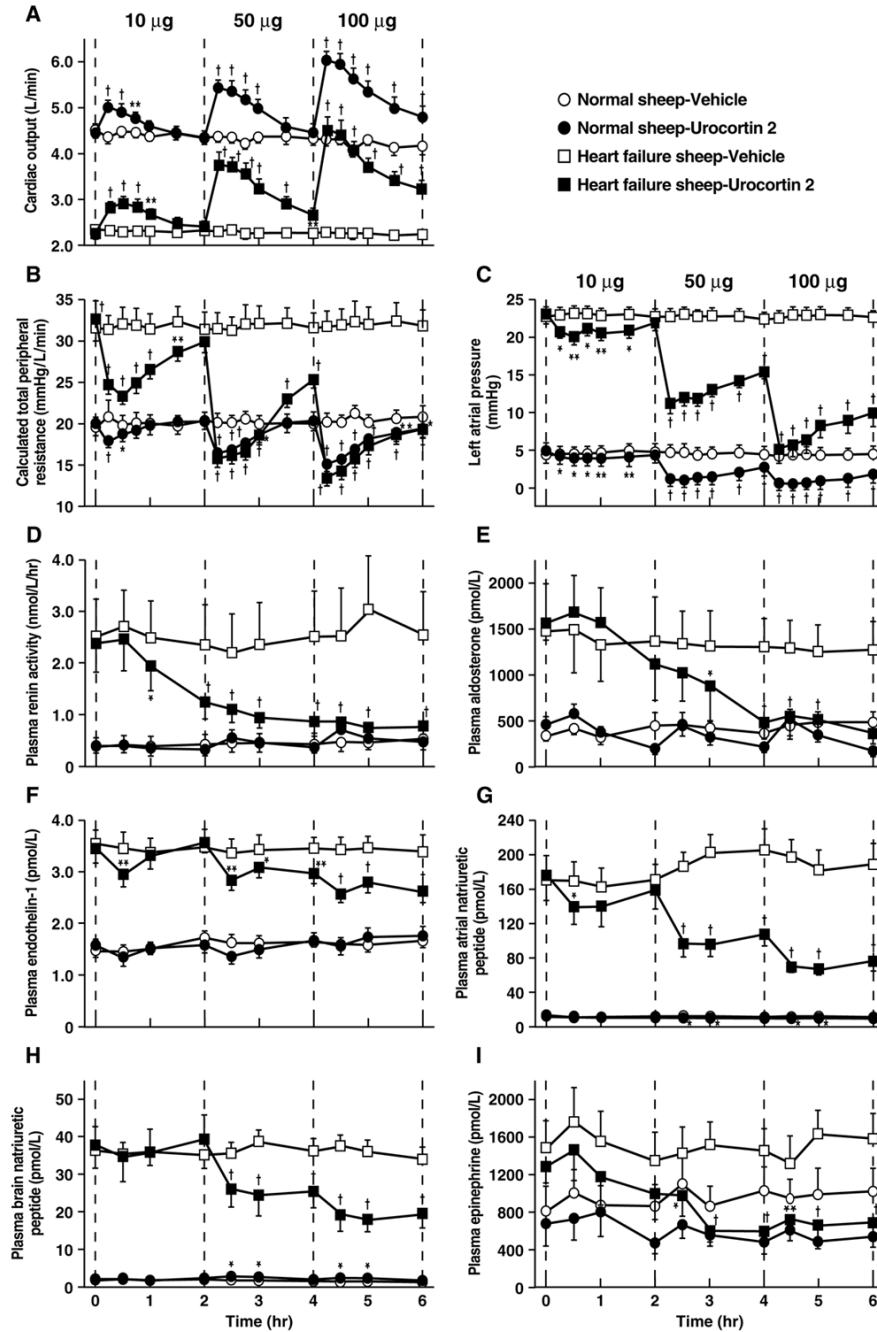 A
10 µg 50 µg 100 µg
Cardiac output (L/min)
6.0
5.0
4.0
3.0
2.0
Normal sheep-Vehicle
Normal sheep-Urocortin 2
Heart failure sheep-Vehicle
Heart failure sheep-Urocortin 2
B
Calculated total peripheral
resistance (mmHg/L/min)
35
30
25
20
15
10
C
10 µg 50 µg 100 µg
Left atrial pressure
(mmHg)
25
20
15
10
5
0
D
Plasma renin activity (nmol/L/hr)
4.0
3.0
2.0
1.0
0
E
Plasma aldosterone (pmol/L)
2000
1500
1000
500
0
F
Plasma endothelin-1 (pmol/L)
4.0
3.0
2.0
1.0
0
G
Plasma atrial natriuretic
peptide (pmol/L)
240
200
160
120
80
40
0
H
Plasma brain natriuretic
peptide (pmol/L)
50
40
30
20
10
0
0 1 2 3 4 5 6
Time (hr)
I
Plasma epinephrine (pmol/L)
2000
1600
1200
800
400
0
0 1 2 3 4 5 6
Time (hr)